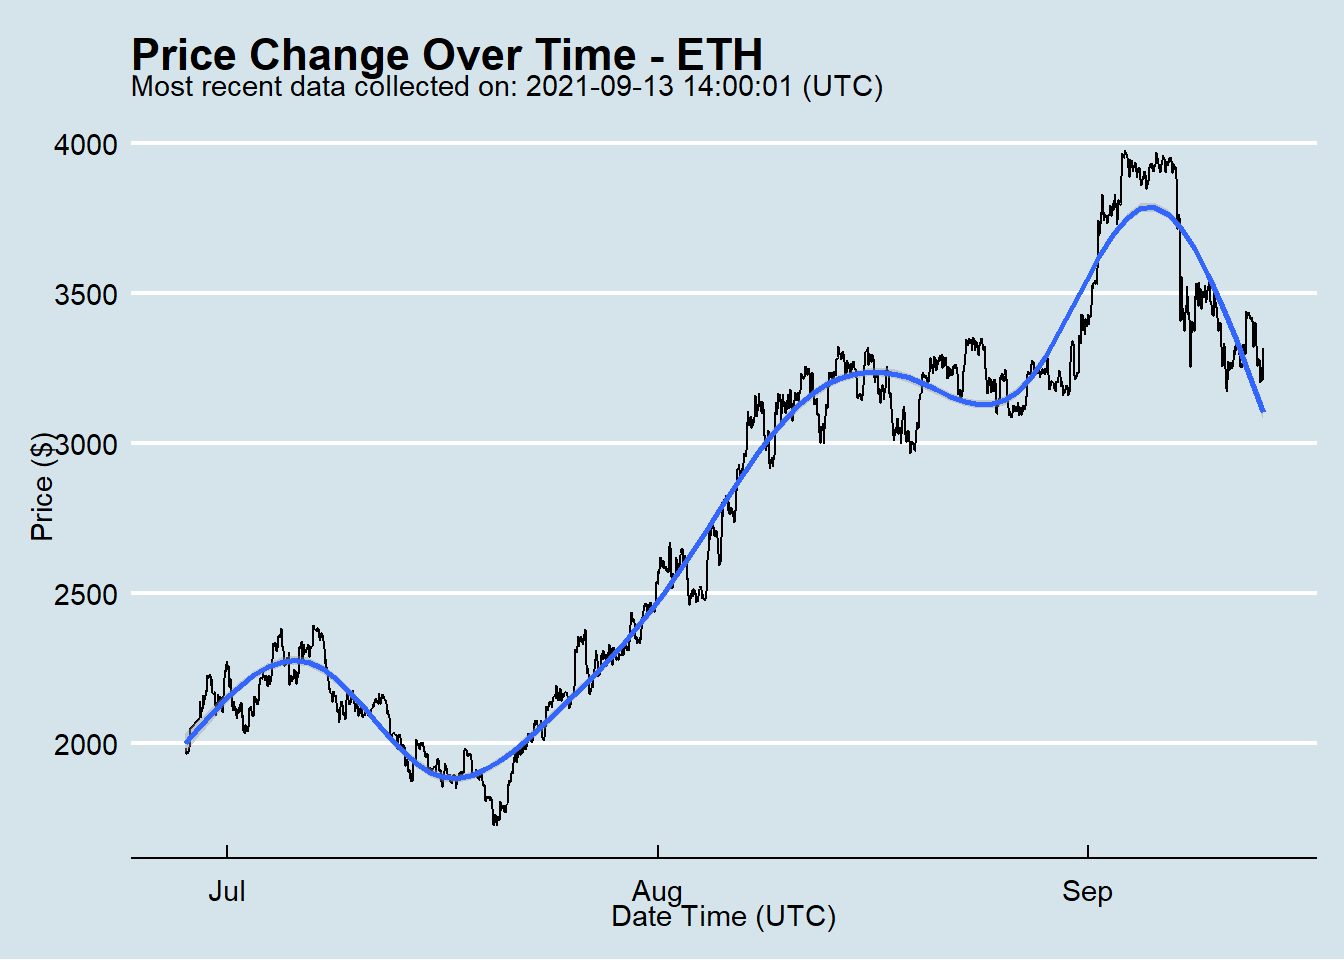 Price Change Over Time - ETH
Most recent data collected on: 2021-09-13 14:00:01 (UTC)
4000
3500
3000
2500
2000
Price ($)
Jul
Aug
Sep
Date Time (UTC)